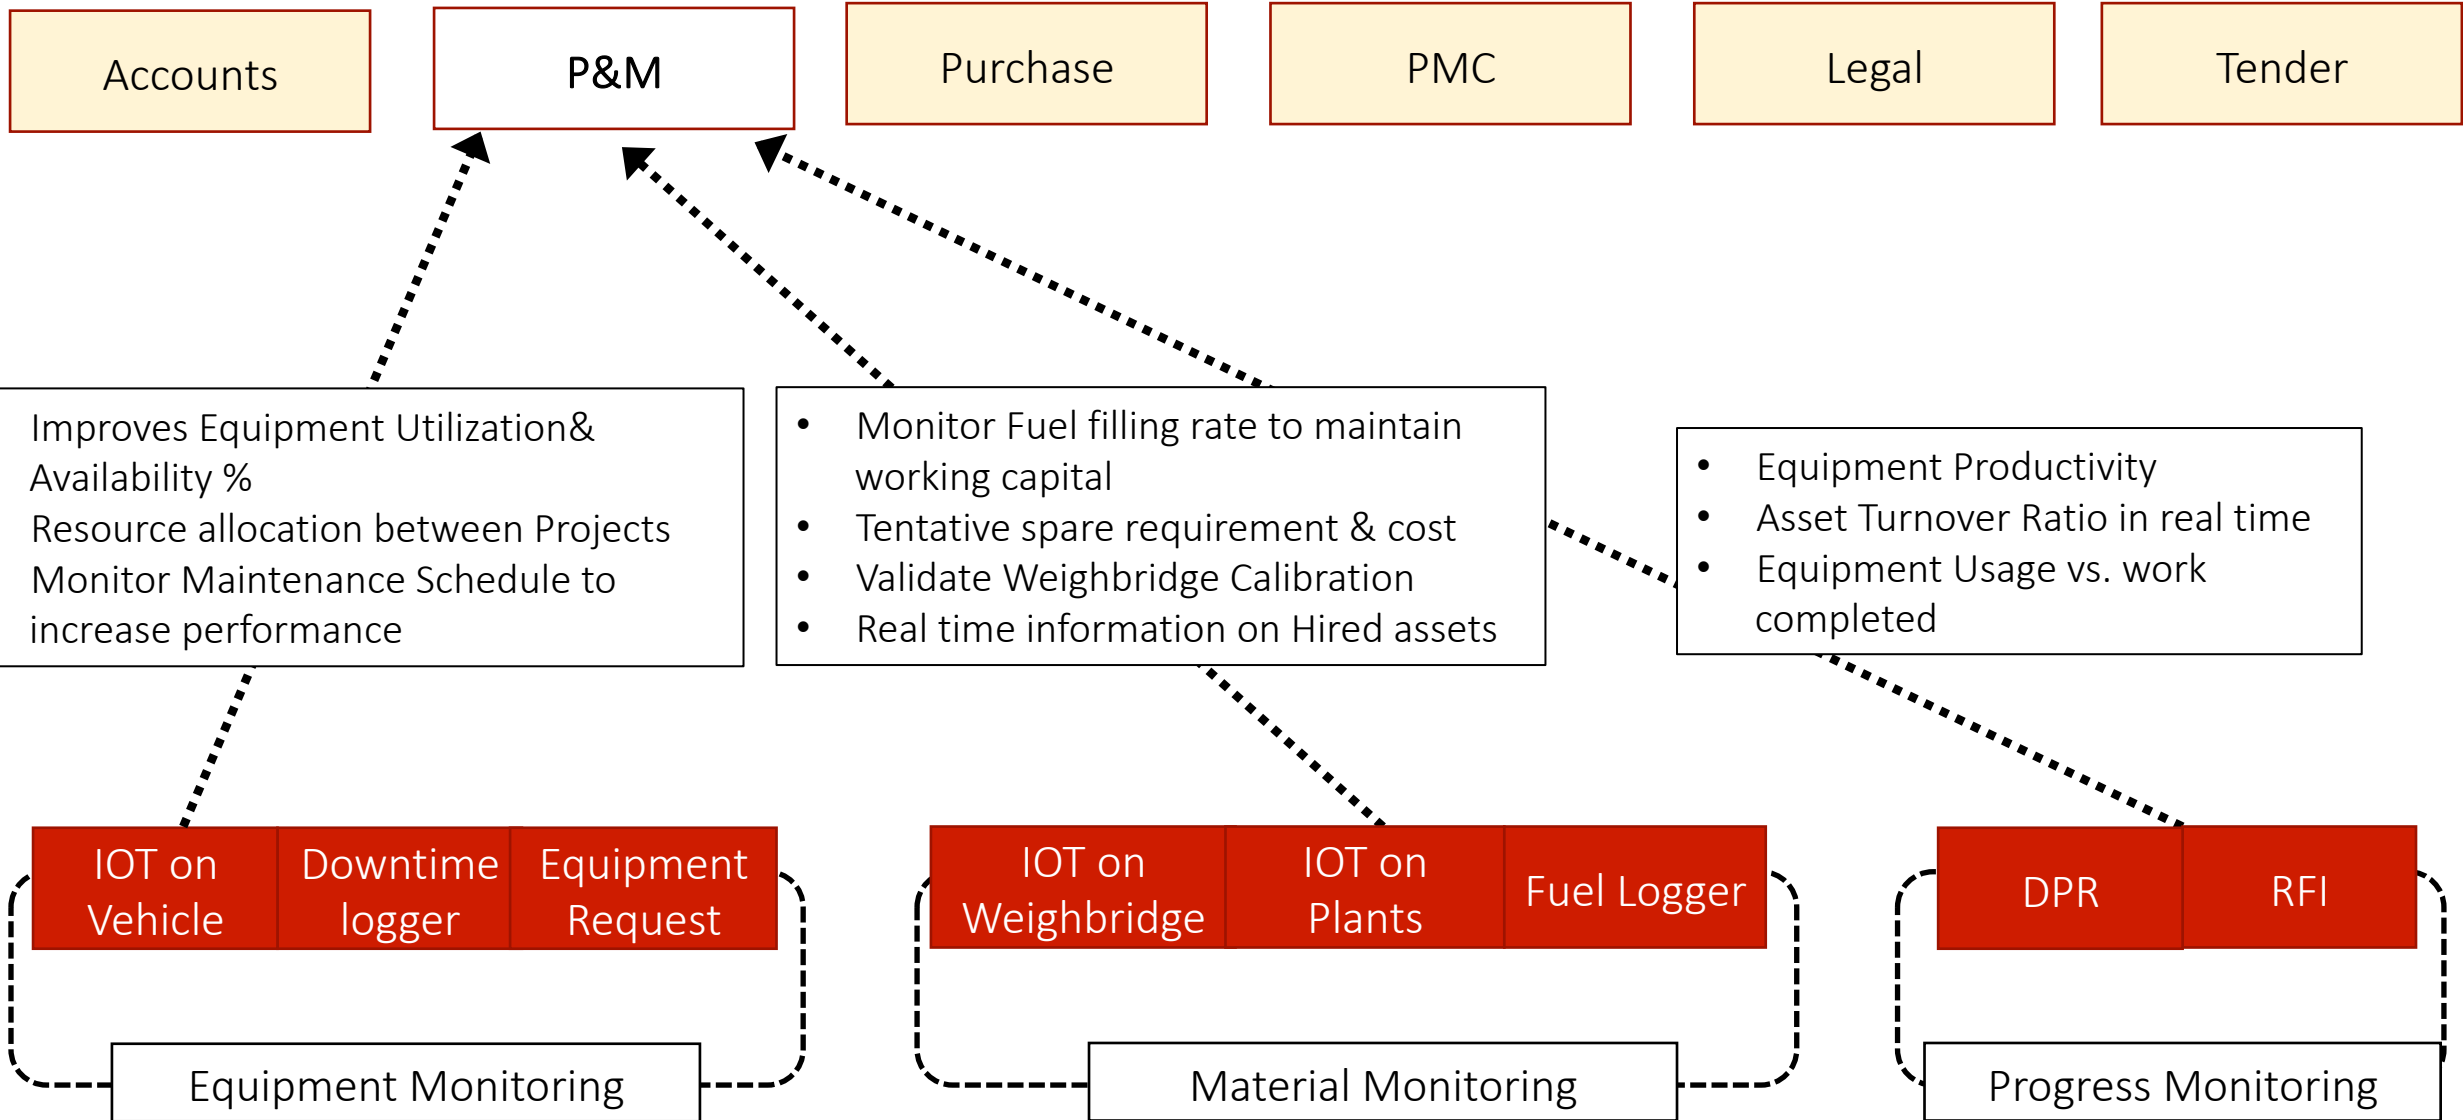 Accounts
P&M
Purchase
PMC
Legal
Tender
Improves Equipment Utilization&
Availability %
Resource allocation between Projects
Monitor Maintenance Schedule to
increase performance
• Monitor Fuel filling rate to maintain
working capital
• Tentative spare requirement & cost
• Validate Weighbridge Calibration
• Real time information on Hired assets
• Equipment Productivity
• Asset Turnover Ratio in real time
• Equipment Usage vs. work
completed
IOT on
Vehicle
Downtime
logger
Equipment
Request
IOT on
Weighbridge
IOT on
Plants
Fuel Logger
DPR
RFI
Equipment Monitoring
Material Monitoring
Progress Monitoring